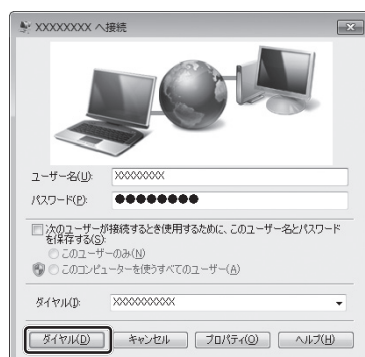 XXXXXXXX へ接続
ユーザー名(U):
XXXXXXXX
パスワード(P):
●●●●●●●●
次のユーザーが接続するとき使用するために、このユーザー名とパスワード
を保存する(S):
このユーザーのみ(N)
このコンピューターを使うすべてのユーザー(A)
ダイヤル(I):
XXXXXXXXXX
ダイヤル(D)
キャンセル
プロパティ(O)
ヘルプ(H)